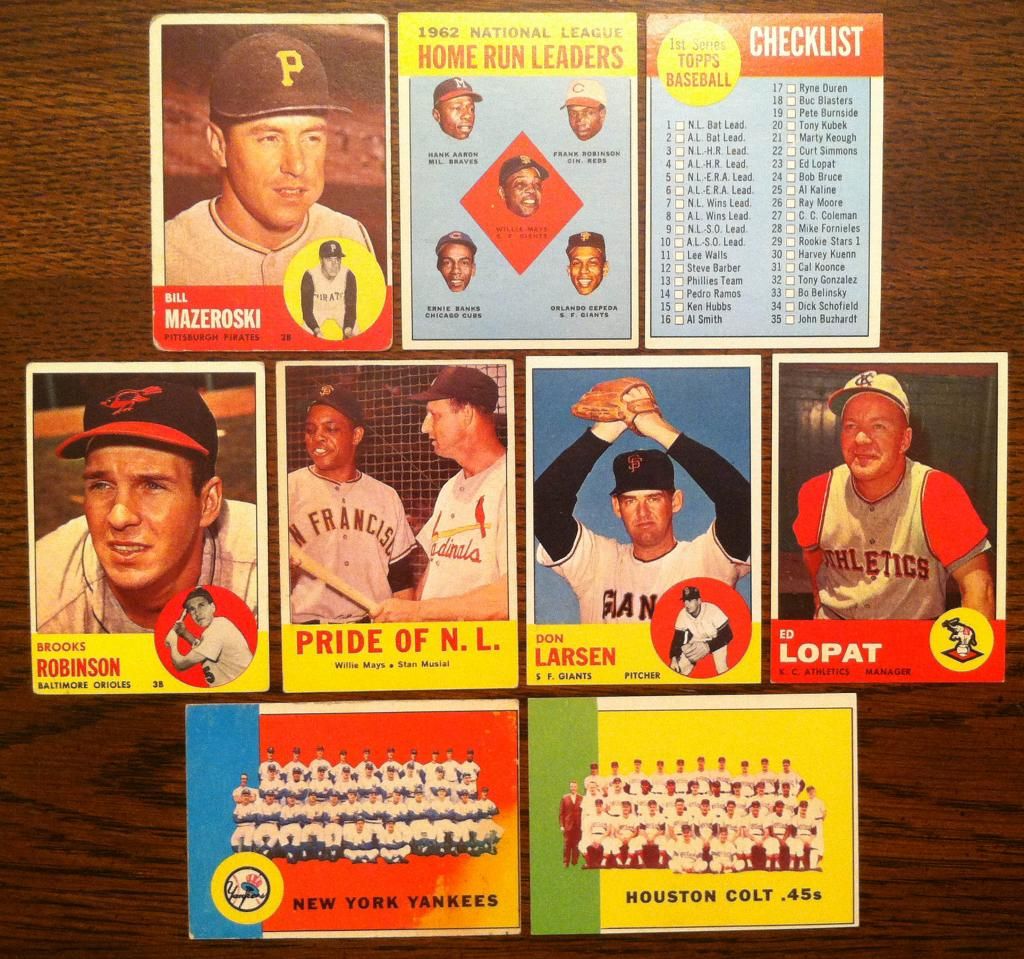 P
PIRATES
BILL
MAZEROSKI
PITTSBURGH PIRATES 2B
1962 NATIONAL LEAGUE
HOME RUN LEADERS
M
C
HANK AARON
MIL. BRAVES
FRANK ROBINSON
CIN. REDS
WILLIE MAYS
S. F. GIANTS
ERNIE BANKS
CHICAGO CUBS
ORLANDO CEPEDA
S. F. GIANTS
1st Series
TOPPS
BASEBALL
CHECKLIST
1 N.L. Bat Lead.
2 A.L. Bat Lead.
3 N.L.-H.R. Lead.
4 A.L.-H.R. Lead.
5 N.L.-E.R.A. Lead.
6 A.L.-E.R.A. Lead.
7 N.L. Wins Lead.
8 A.L. Wins Lead.
9 N.L.-S.O. Lead.
10 A.L.-S.O. Lead.
11 Lee Walls
12 Steve Barber
13 Phillies Team
14 Pedro Ramos
15 Ken Hubbs
16 Al Smith
17 Ryne Duren
18 Buc Blasters
19 Pete Burnside
20 Tony Kubek
21 Marty Keough
22 Curt Simmons
23 Ed Lopat
24 Bob Bruce
25 Al Kaline
26 Ray Moore
27 C. C. Coleman
28 Mike Fornieles
29 Rookie Stars 1
30 Harvey Kuenn
31 Cal Koonce
32 Tony Gonzalez
33 Bo Belinsky
34 Dick Schofield
35 John Buzhardt
BROOKS
ROBINSON
BALTIMORE ORIOLES 3B
SF
N FRANCISC
Cardinals
PRIDE OF N. L.
Willie Mays • Stan Musial
SF
GIAN
DON
LARSEN
S F. GIANTS PITCHER
KC
ATHLETICS
ED
LOPAT
K. C. ATHLETICS MANAGER
Yankees
NEW YORK YANKEES
HOUSTON COLT .45s